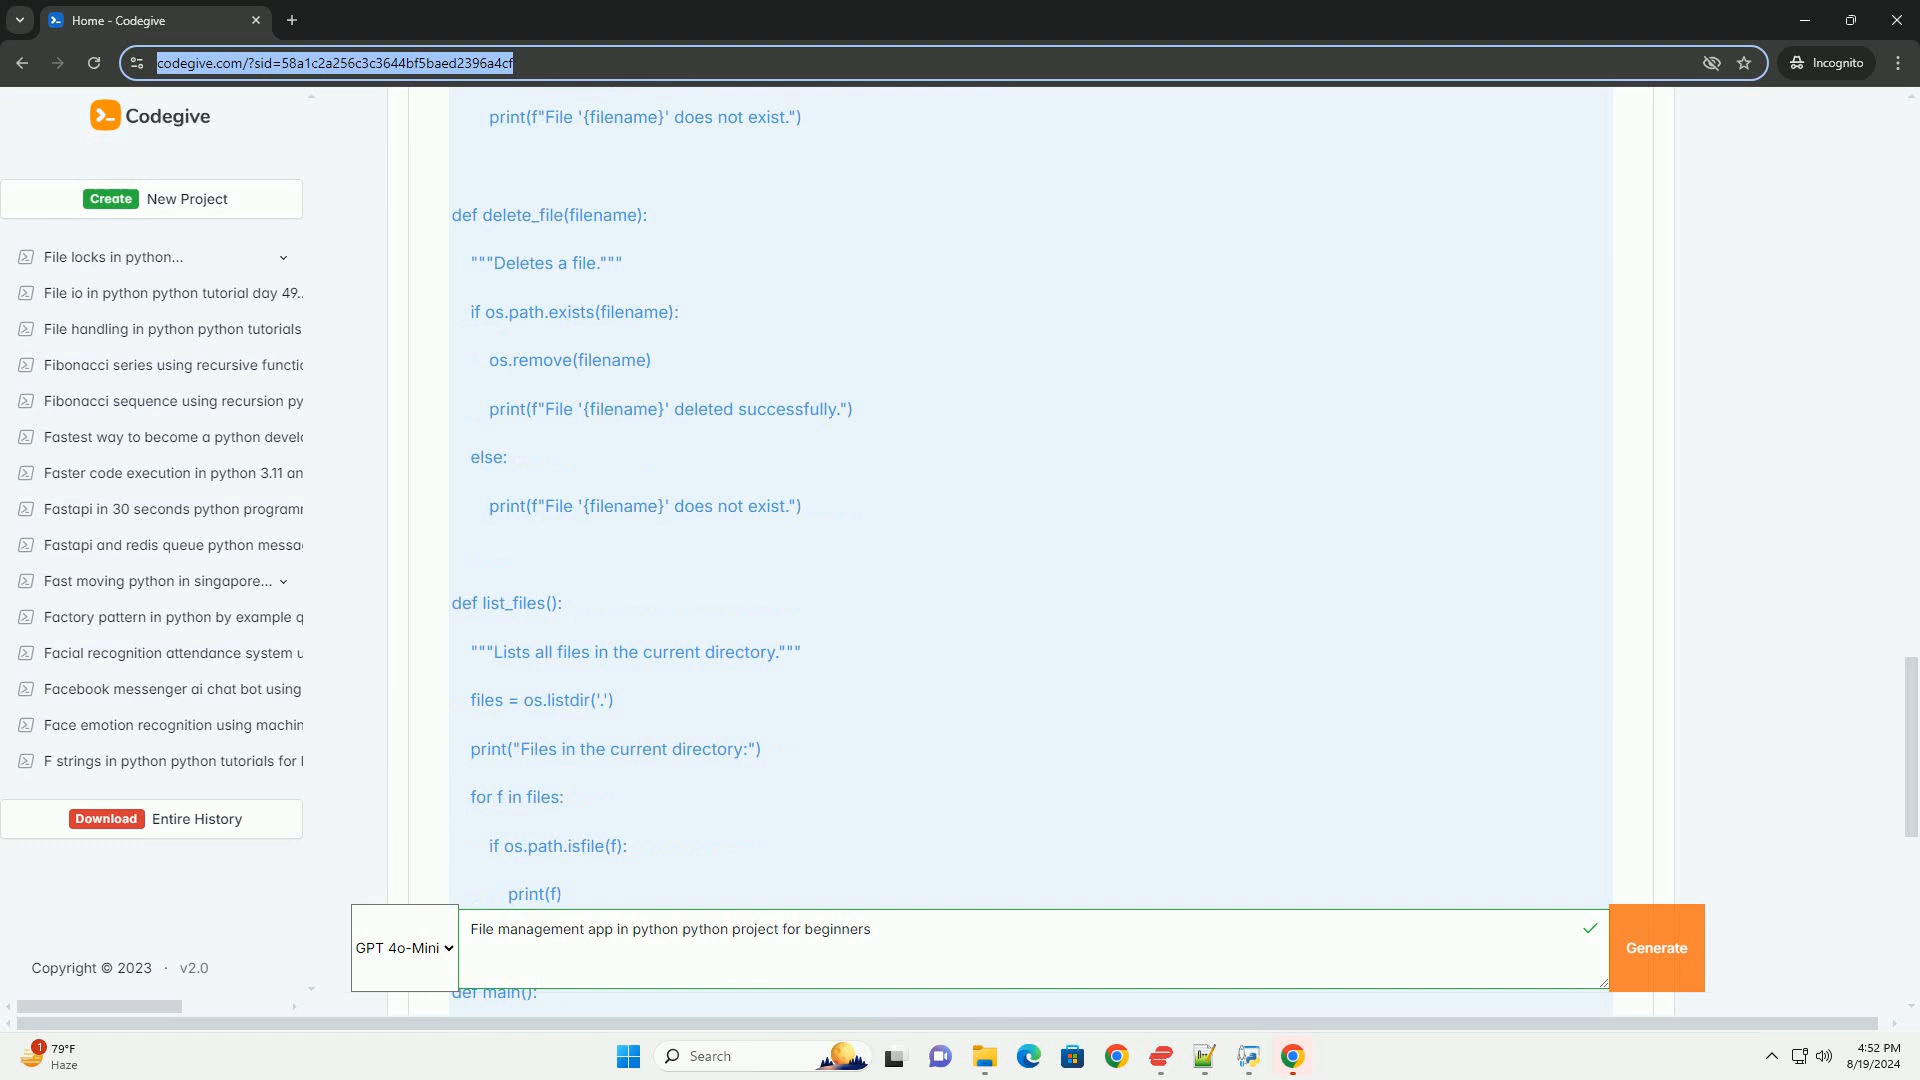 Home - Codegive
codegive.com/?sid=58a1c2a256c3c3644bf5baed2396a4cf
Incognito
Codegive
Create New Project
File locks in python...
File io in python python tutorial day 49..
File handling in python python tutorials
Fibonacci series using recursive functic
Fibonacci sequence using recursion py
Fastest way to become a python develc
Faster code execution in python 3.11 an
Fastapi in 30 seconds python programr
Fastapi and redis queue python messa
Fast moving python in singapore...
Factory pattern in python by example q
Facial recognition attendance system u
Facebook messenger ai chat bot using
Face emotion recognition using machin
F strings in python python tutorials for l
Download Entire History
Copyright © 2023 · v2.0
print(f"File '{filename}' does not exist.")
def delete_file(filename):
"""Deletes a file."""
if os.path.exists(filename):
os.remove(filename)
print(f"File '{filename}' deleted successfully.")
else:
print(f"File '{filename}' does not exist.")
def list_files():
"""Lists all files in the current directory."""
files = os.listdir('.')
print("Files in the current directory:")
for f in files:
if os.path.isfile(f):
print(f)
GPT 4o-Mini
File management app in python python project for beginners
Generate
def main():
1
79°F
Haze
Search
4:52 PM
8/19/2024